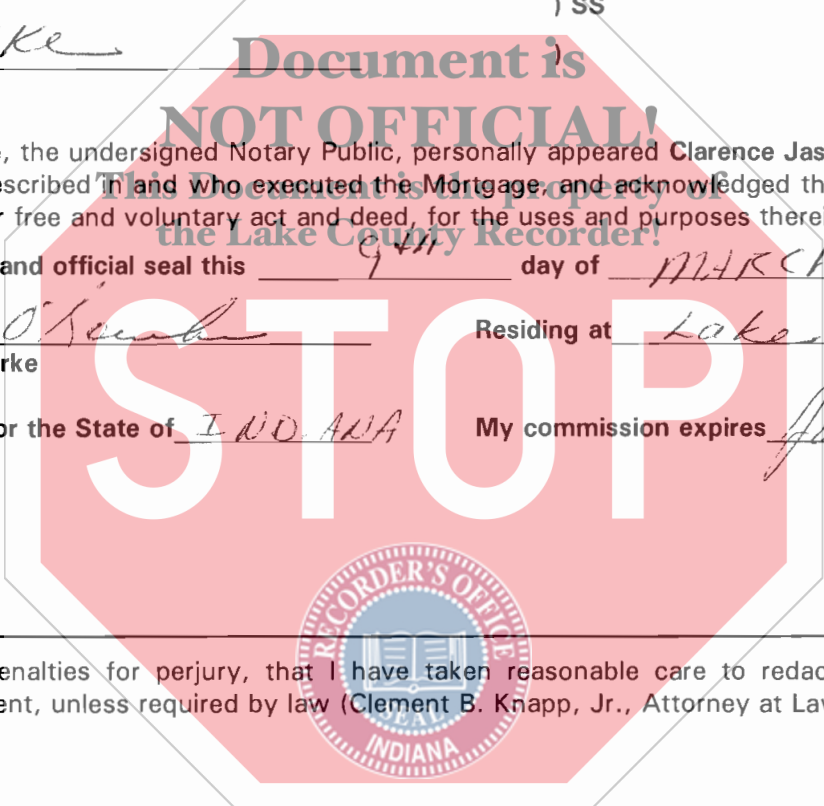 ) SS
ke )
Document is
NOT OFFICIAL!
, the undersigned Notary Public, personally appeared Clarence Jas
scribed in and who executed the Mortgage, and acknowledged th
This Document is the property of
r free and voluntary act and deed, for the uses and purposes therei
the Lake County Recorder!
and official seal this 9th day of MARCH
STOP
Residing at Lake
rke
or the State of INDIANA My commission expires
RECORDER'S OFFICE
SEAL
INDIANA
enalties for perjury, that I have taken reasonable care to redac
ent, unless required by law (Clement B. Knapp, Jr., Attorney at Law